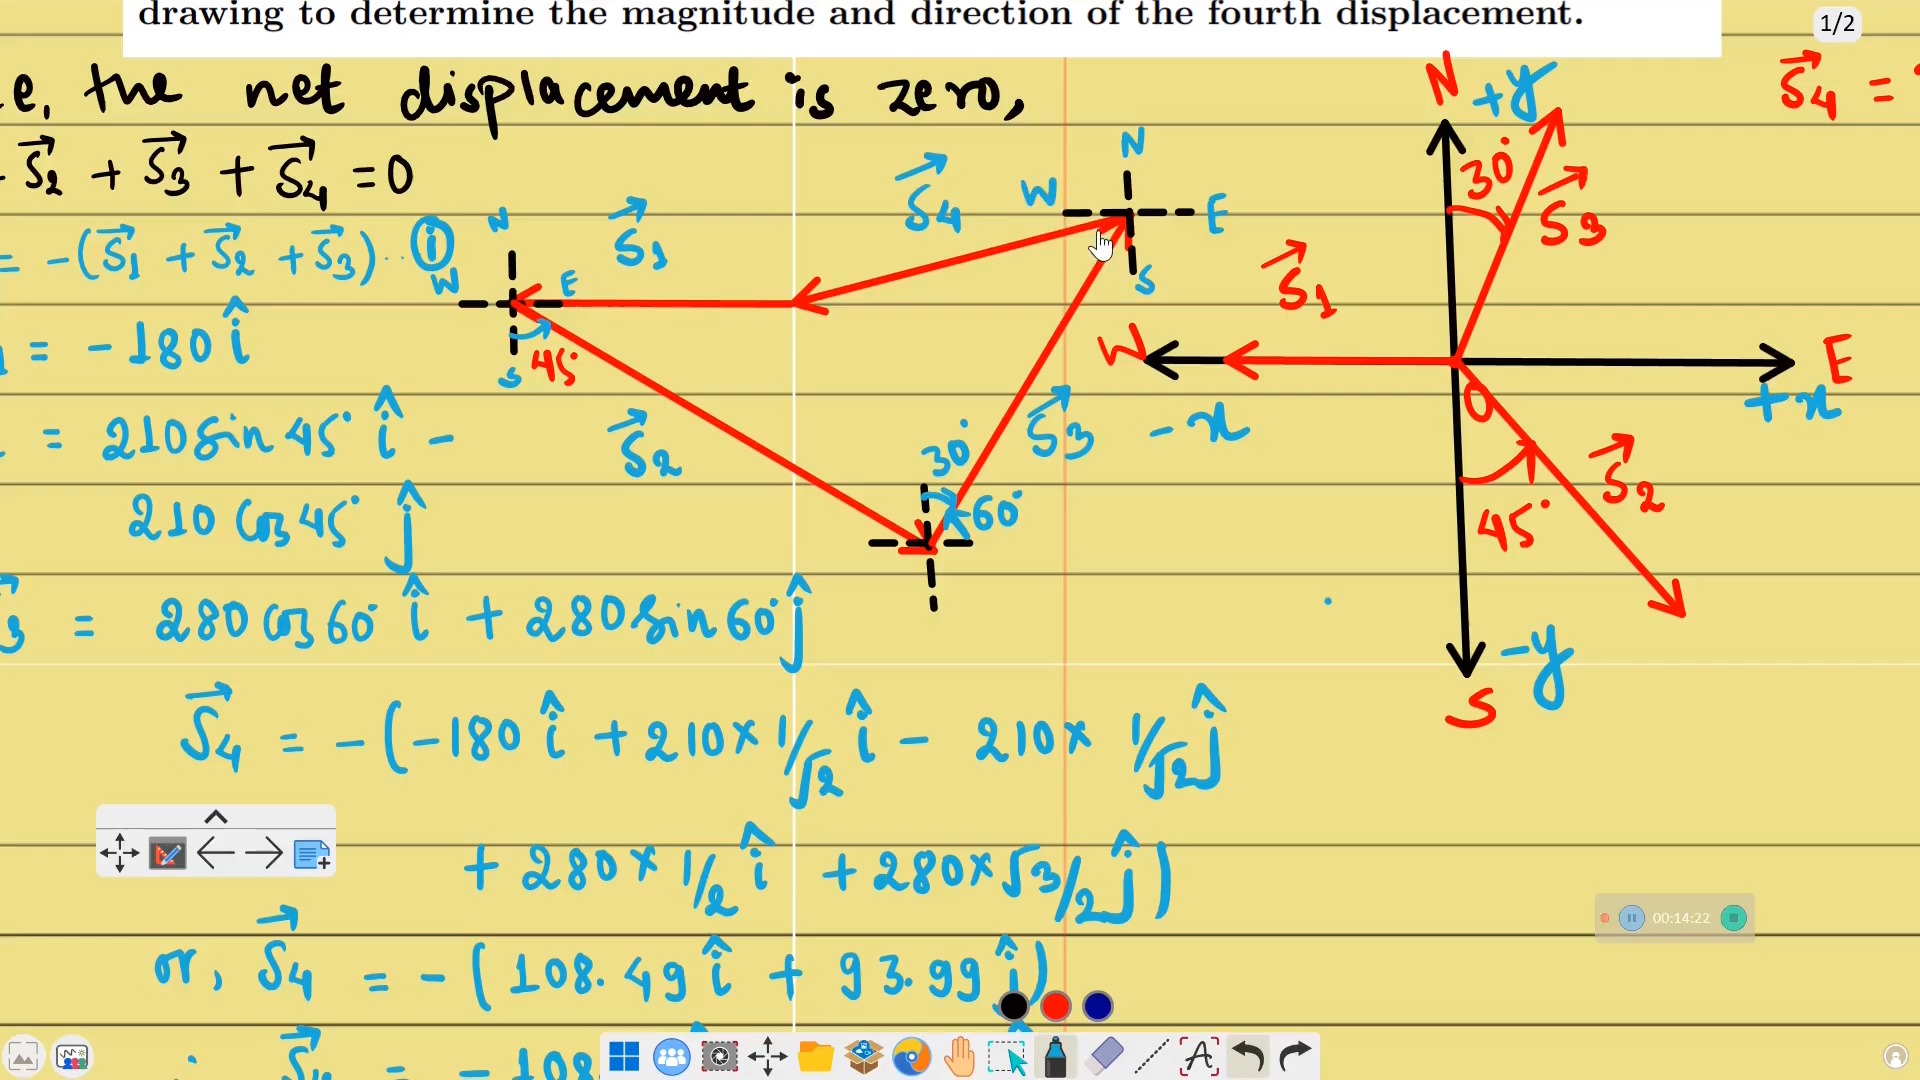 drawing to determine the magnitude and direction of the fourth displacement.
1/2
e, the net displacement is zero,
S2 + S3 + S4 = 0
= -(S1 + S2 + S3) .. i
= -180 î
= 210 sin 45° î -
210 cos 45° ĵ
3 = 280 cos 60° î + 280 sin 60° ĵ
S4 = -(-180 î + 210 × 1/√2 î - 210 × 1/√2 ĵ
+ 280 × 1/2 î + 280 × √3/2 ĵ)
or, S4 = -(108.49 î + 93.99 ĵ)
S4 = -108
N
W
E
S
45°
S1
S4
N
W
E
S
S2
30°
60°
S3
N +y
30°
S3
S1
W
-x
O
E
+x
S2
45°
-y
S
S4 =
00:14:22